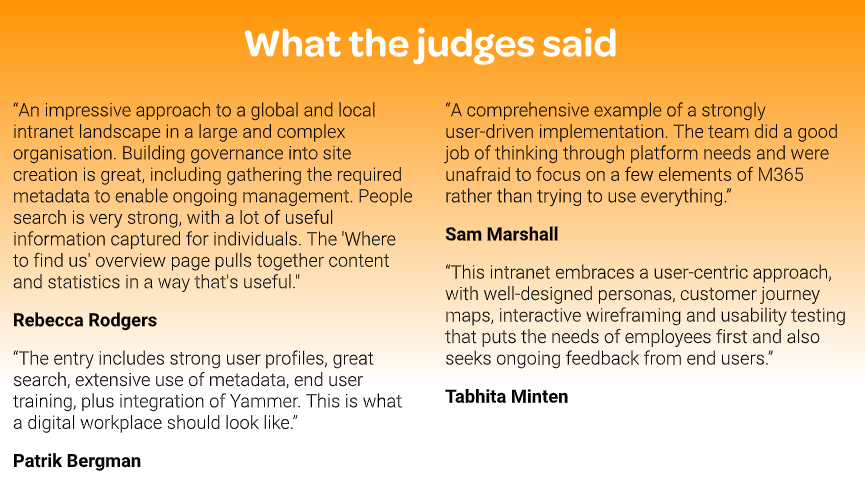 What the judges said
“An impressive approach to a global and local
intranet landscape in a large and complex
organisation. Building governance into site
creation is great, including gathering the required
metadata to enable ongoing management. People
search is very strong, with a lot of useful
information captured for individuals. The 'Where
to find us' overview page pulls together content
and statistics in a way that's useful."
Rebecca Rodgers
“The entry includes strong user profiles, great
search, extensive use of metadata, end user
training, plus integration of Yammer. This is what
a digital workplace should look like.”
Patrik Bergman
“A comprehensive example of a strongly
user-driven implementation. The team did a good
job of thinking through platform needs and were
unafraid to focus on a few elements of M365
rather than trying to use everything.”
Sam Marshall
“This intranet embraces a user-centric approach,
with well-designed personas, customer journey
maps, interactive wireframing and usability testing
that puts the needs of employees first and also
seeks ongoing feedback from end users.”
Tabhita Minten